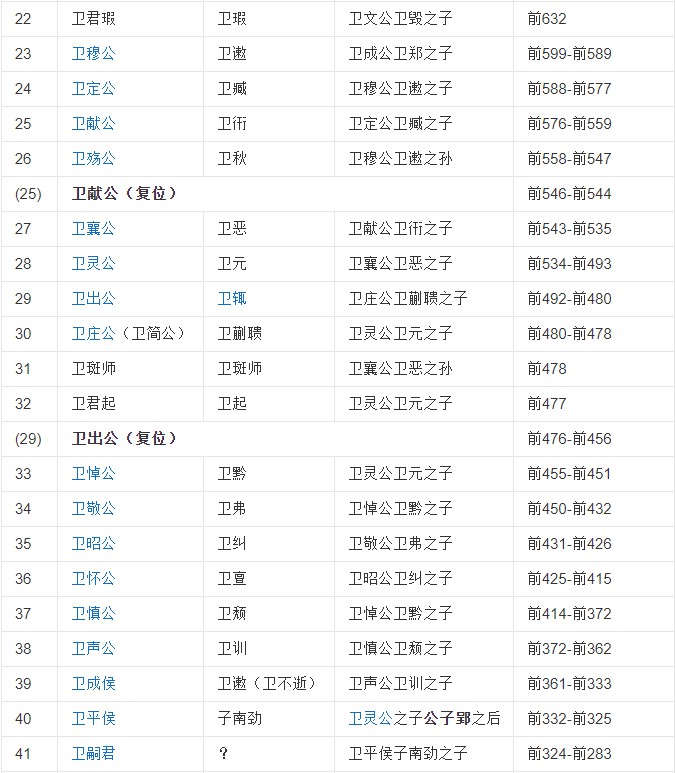 22 卫君瑕 卫瑕 卫文公卫毁之子 前632
23 卫穆公 卫遫 卫成公卫郑之子 前599-前589
24 卫定公 卫臧 卫穆公卫遫之子 前588-前577
25 卫献公 卫衎 卫定公卫臧之子 前576-前559
26 卫殇公 卫秋 卫穆公卫遫之孙 前558-前547
(25) 卫献公（复位） 前546-前544
27 卫襄公 卫恶 卫献公卫衎之子 前543-前535
28 卫灵公 卫元 卫襄公卫恶之子 前534-前493
29 卫出公 卫辄 卫庄公卫蒯聩之子 前492-前480
30 卫庄公（卫简公） 卫蒯聩 卫灵公卫元之子 前480-前478
31 卫斑师 卫斑师 卫襄公卫恶之孙 前478
32 卫君起 卫起 卫灵公卫元之子 前477
(29) 卫出公（复位） 前476-前456
33 卫悼公 卫黔 卫灵公卫元之子 前455-前451
34 卫敬公 卫弗 卫悼公卫黔之子 前450-前432
35 卫昭公 卫纠 卫敬公卫弗之子 前431-前426
36 卫怀公 卫亶 卫昭公卫纠之子 前425-前415
37 卫慎公 卫颓 卫悼公卫黔之子 前414-前372
38 卫声公 卫训 卫慎公卫颓之子 前372-前362
39 卫成侯 卫遫（卫不逝） 卫声公卫训之子 前361-前333
40 卫平侯 子南劲 卫灵公之子公子郢之后 前332-前325
41 卫嗣君 ？ 卫平侯子南劲之子 前324-前283